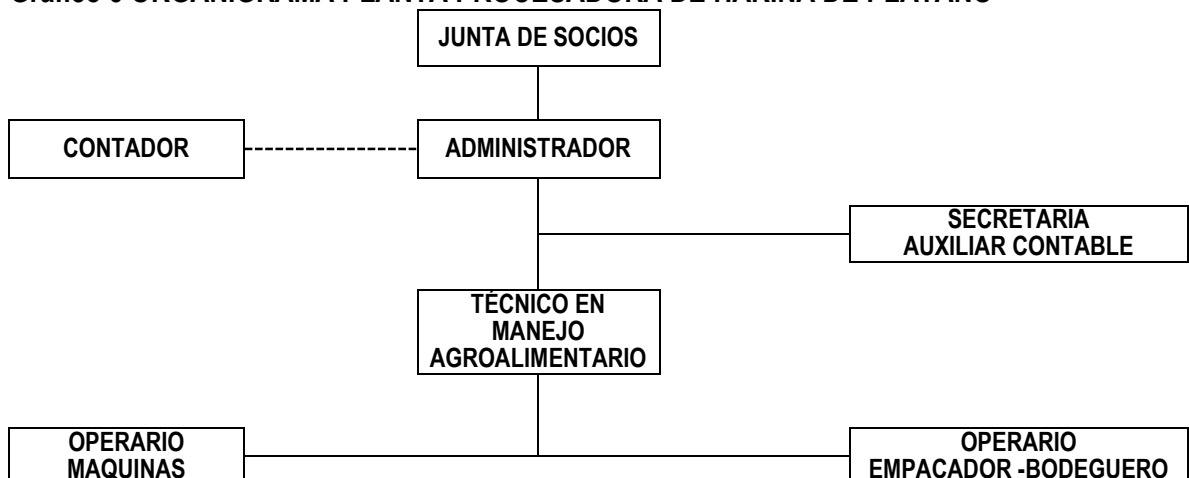 JUNTA DE SOCIOS
CONTADOR
ADMINISTRADOR
SECRETARIA
AUXILIAR CONTABLE
TÉCNICO EN
MANEJO
AGROALIMENTARIO
OPERARIO
MAQUINAS
OPERARIO
EMPACADOR -BODEGUERO